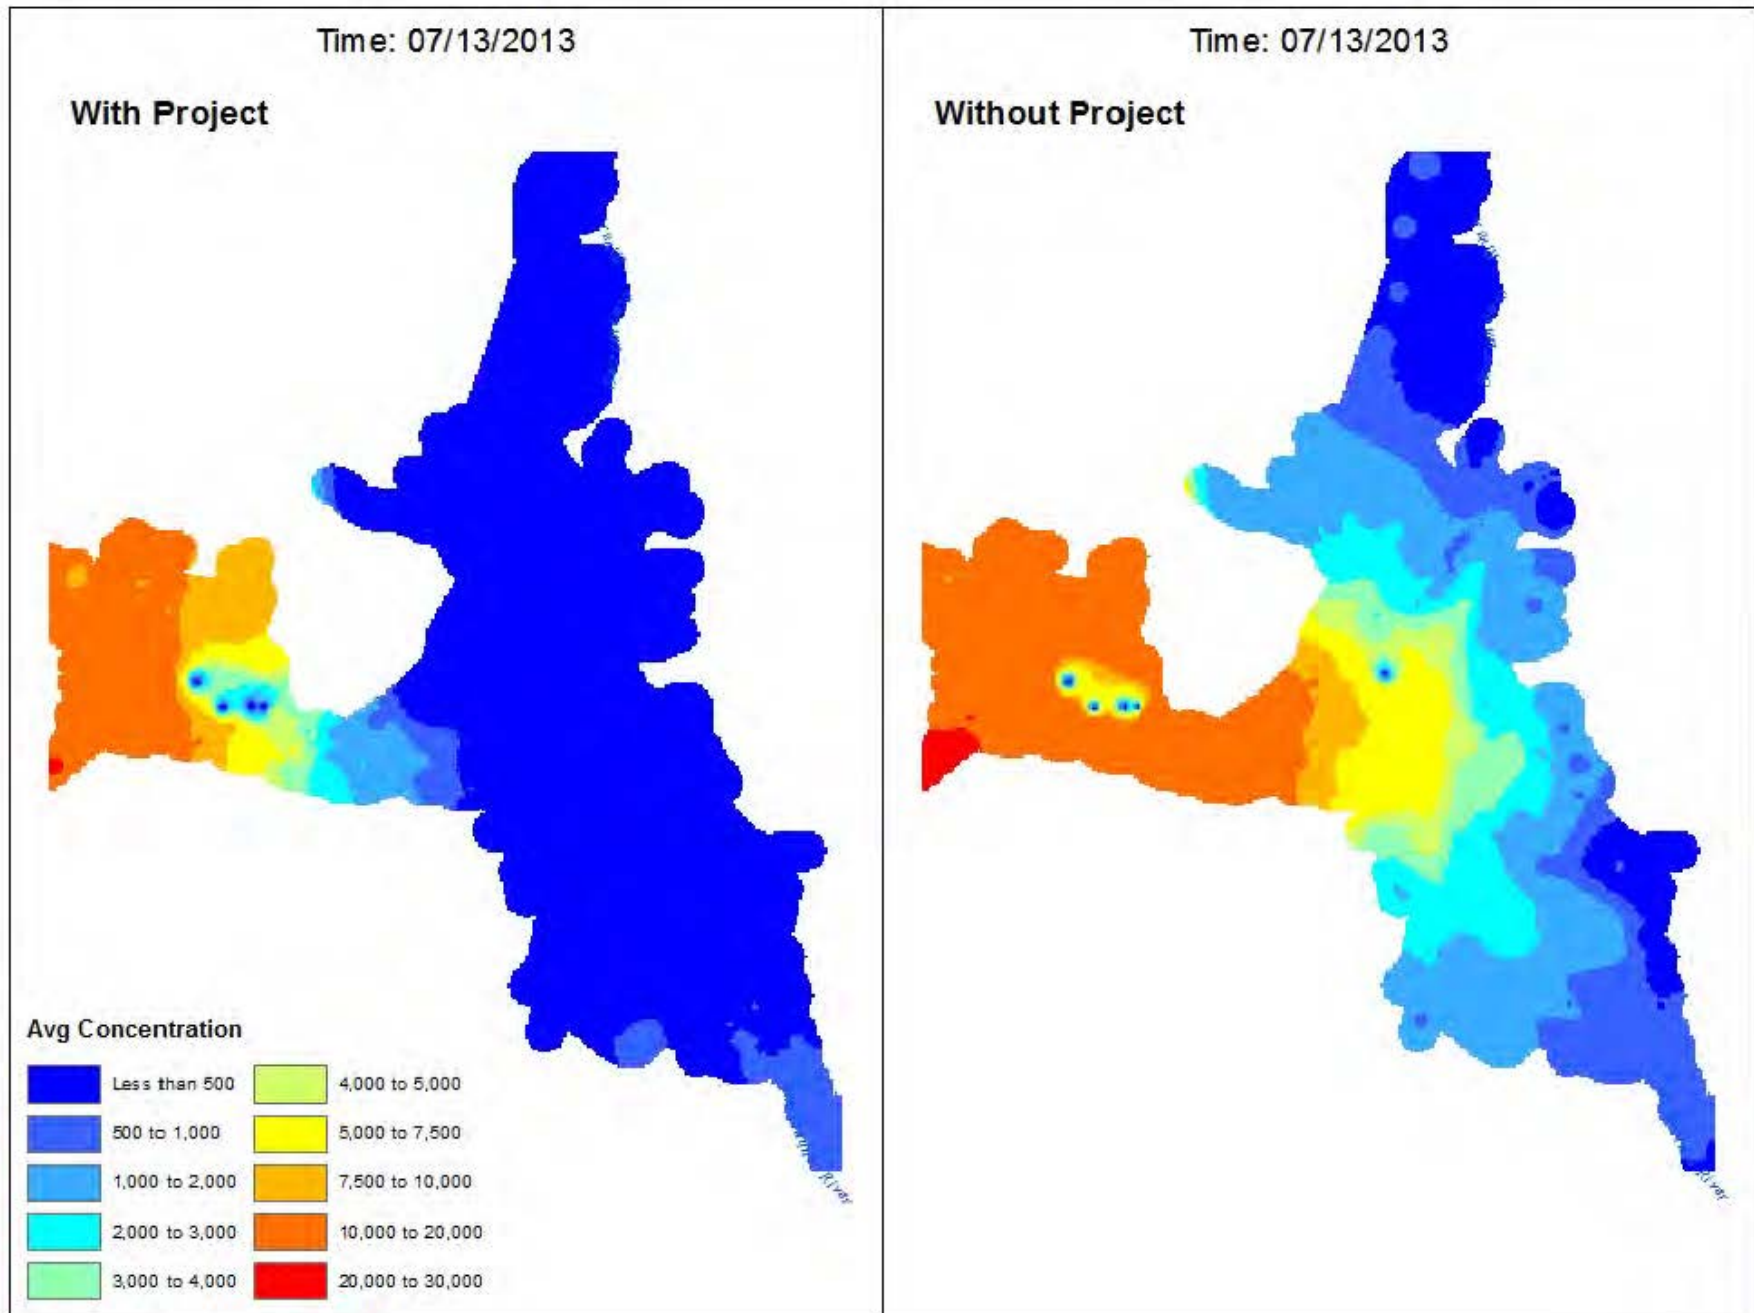 Time: 07/13/2013
With Project
Avg Concentration
Less than 500
500 to 1,000
1,000 to 2,000
2,000 to 3,000
3,000 to 4,000
4,000 to 5,000
5,000 to 7,500
7,500 to 10,000
10,000 to 20,000
20,000 to 30,000
River
Time: 07/13/2013
Without Project
River